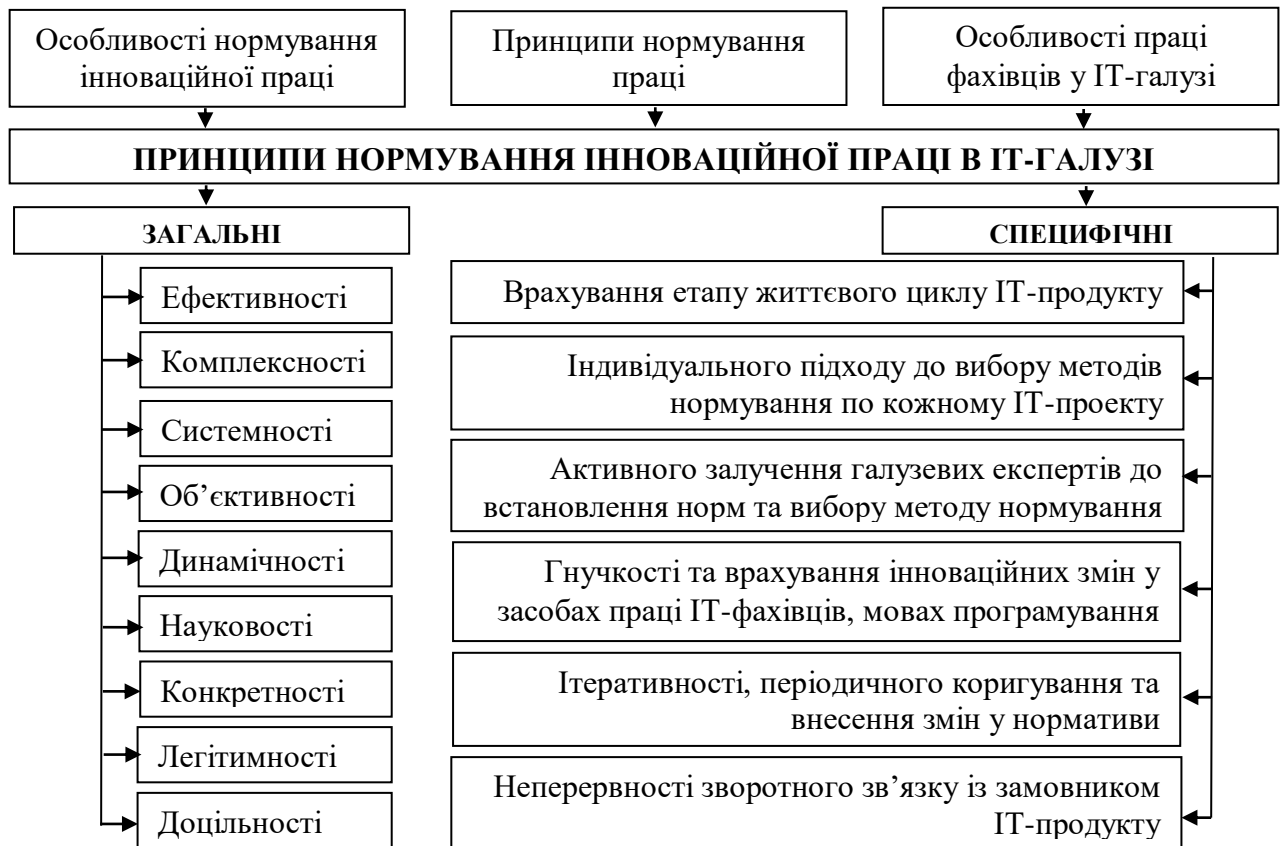 Особливості нормування
інноваційної праці
Принципи нормування
праці
Особливості праці
фахівців у ІТ-галузі
ПРИНЦИПИ НОРМУВАННЯ ІННОВАЦІЙНОЇ ПРАЦІ В ІТ-ГАЛУЗІ
ЗАГАЛЬНІ
Ефективності
Комплексності
Системності
Об’єктивності
Динамічності
Науковості
Конкретності
Легітимності
Доцільності
СПЕЦИФІЧНІ
Врахування етапу життєвого циклу ІТ-продукту
Індивідуального підходу до вибору методів
нормування по кожному ІТ-проекту
Активного залучення галузевих експертів до
встановлення норм та вибору методу нормування
Гнучкості та врахування інноваційних змін у
засобах праці ІТ-фахівців, мовах програмування
Ітеративності, періодичного коригування та
внесення змін у нормативи
Неперервності зворотного зв’язку із замовником
ІТ-продукту